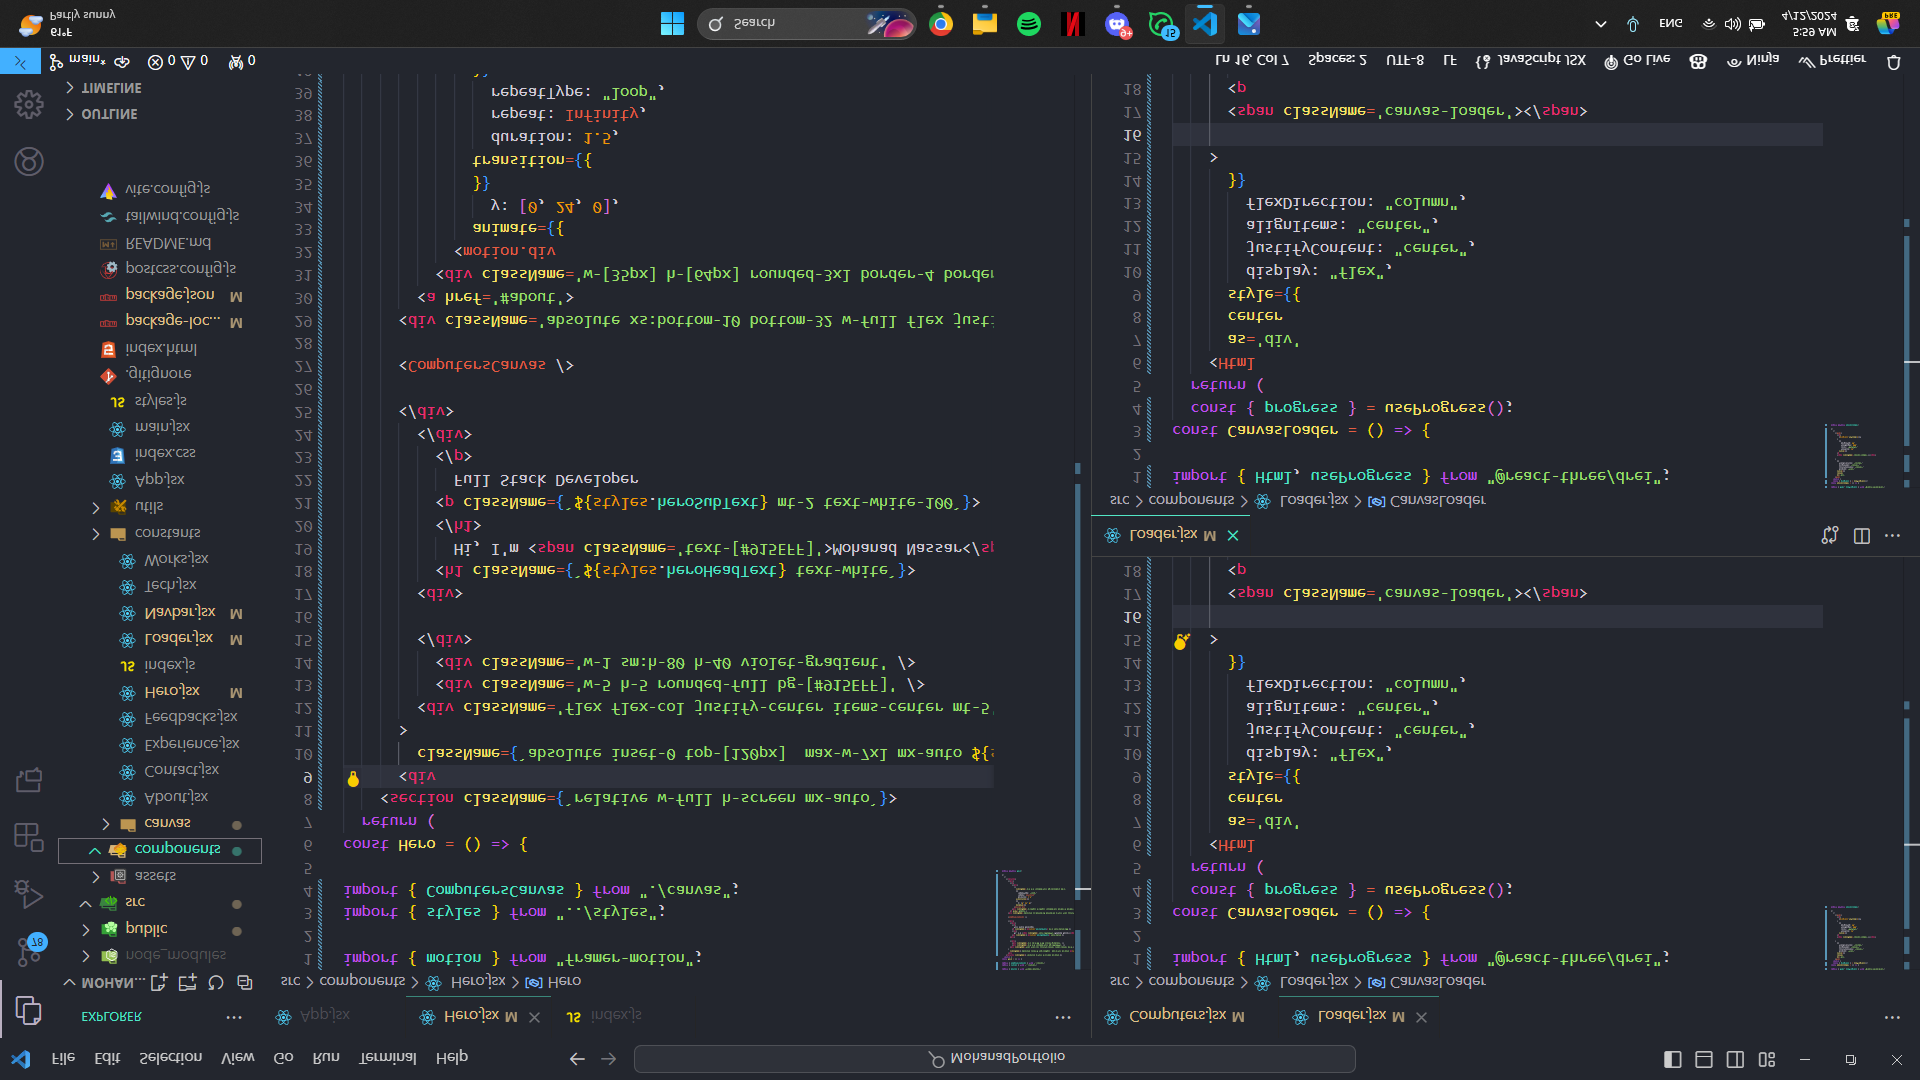 File Edit Selection View Go Run Terminal Help
MohanadPortfolio
EXPLORER
MOHAN...
node_modules
public
src
assets
components
canvas
About.jsx
Contact.jsx
Experience.jsx
Feedbacks.jsx
Hero.jsx M
index.js
Loader.jsx M
Navbar.jsx M
Tech.jsx
Works.jsx
constants
utils
App.jsx
index.css
main.jsx
styles.js
.gitignore
index.html
package-loc... M
package.json M
postcss.config.js
README.md
tailwind.config.js
vite.config.js
OUTLINE
TIMELINE
78
App.jsx Hero.jsx M index.js
src > components > Hero.jsx > Hero
1 import { motion } from "framer-motion";
2
3 import { styles } from "../styles";
4 import { ComputersCanvas } from "./canvas";
5
6 const Hero = () => {
7 return (
8 <section className={`relative w-full h-screen mx-auto`}>
9 <div
10 className={`absolute inset-0 top-[120px]  max-w-7xl mx-auto ${s
11 >
12 <div className='flex flex-col justify-center items-center mt-5'
13 <div className='w-5 h-5 rounded-full bg-[#915EFF]' />
14 <div className='w-1 sm:h-80 h-40 violet-gradient' />
15 </div>
16
17 <div>
18 <h1 className={`${styles.heroHeadText} text-white`}>
19 Hi, I'm <span className='text-[#915EFF]'>Mohanad Nassar</sp
20 </h1>
21 <p className={`${styles.heroSubText} mt-2 text-white-100`}>
22 Full Stack Developer
23 </p>
24 </div>
25 </div>
26
27 <ComputersCanvas />
28
29 <div className='absolute xs:bottom-10 bottom-32 w-full flex justi
30 <a href='#about'>
31 <div className='w-[35px] h-[64px] rounded-3xl border-4 border
32 <motion.div
33 animate={{
34 y: [0, 24, 0],
35 }}
36 transition={{
37 duration: 1.5,
38 repeat: Infinity,
39 repeatType: "loop",
Computers.jsx M Loader.jsx M
src > components > Loader.jsx > CanvasLoader
1 import { Html, useProgress } from "@react-three/drei";
2
3 const CanvasLoader = () => {
4 const { progress } = useProgress();
5 return (
6 <Html
7 as='div'
8 center
9 style={{
10 display: "flex",
11 justifyContent: "center",
12 alignItems: "center",
13 flexDirection: "column",
14 }}
15 >
16
17 <span className='canvas-loader'></span>
18 <p
Loader.jsx M
src > components > Loader.jsx > CanvasLoader
1 import { Html, useProgress } from "@react-three/drei";
2
3 const CanvasLoader = () => {
4 const { progress } = useProgress();
5 return (
6 <Html
7 as='div'
8 center
9 style={{
10 display: "flex",
11 justifyContent: "center",
12 alignItems: "center",
13 flexDirection: "column",
14 }}
15 >
16
17 <span className='canvas-loader'></span>
18 <p
main* 0 0 0 Ln 16, Col 7 Spaces: 2 UTF-8 LF JavaScript JSX Go Live Ninja Prettier
61°F
Partly sunny
Search
9+
15
ENG
5:59 AM
4/12/2024
PRE